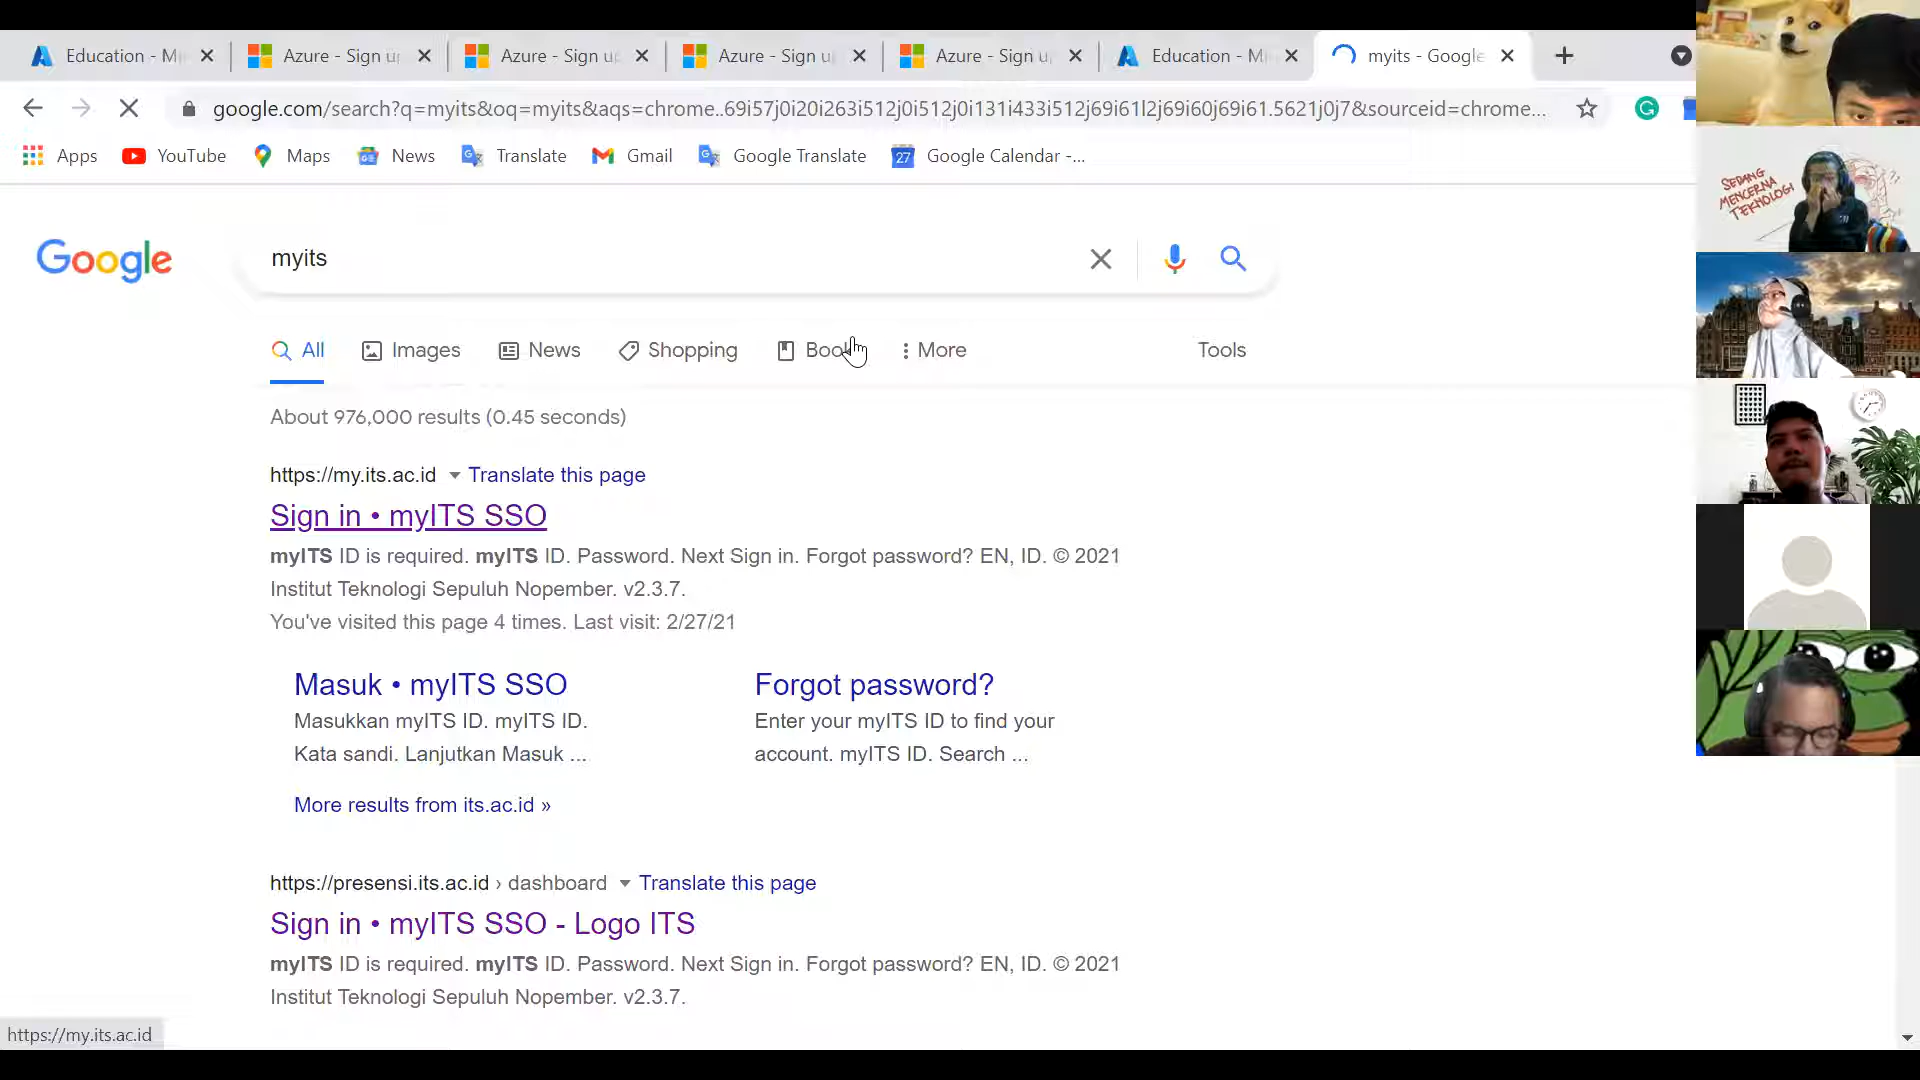 Education - Mi
Azure - Sign up
Azure - Sign up
Azure - Sign u
Azure - Sign u
Education - Mi
myits - Google
google.com/search?q=myits&oq=myits&aqs=chrome..69i57j0i20i263i512j0i512j0i131i433i512j69i61l2j69i60j69i61.5621j0j7&sourceid=chrome...
Apps
YouTube
Maps
News
Translate
Gmail
Google Translate
27
Google Calendar -...
SEDANG
MENCERNA
TEKNOLOGI
Google
myits
All
Images
News
Shopping
Book
More
Tools
About 976,000 results (0.45 seconds)
https://my.its.ac.id Translate this page
Sign in • myITS SSO
myITS ID is required. myITS ID. Password. Next Sign in. Forgot password? EN, ID. © 2021
Institut Teknologi Sepuluh Nopember. v2.3.7.
You've visited this page 4 times. Last visit: 2/27/21
Masuk • myITS SSO
Masukkan myITS ID. myITS ID.
Kata sandi. Lanjutkan Masuk ...
Forgot password?
Enter your myITS ID to find your
account. myITS ID. Search ...
More results from its.ac.id »
https://presensi.its.ac.id › dashboard Translate this page
Sign in • myITS SSO - Logo ITS
myITS ID is required. myITS ID. Password. Next Sign in. Forgot password? EN, ID. © 2021
Institut Teknologi Sepuluh Nopember. v2.3.7.
https://my.its.ac.id